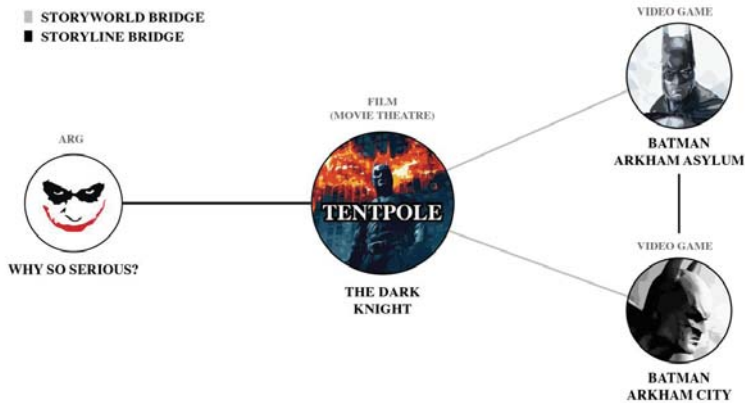 STORYWORLD BRIDGE
STORYLINE BRIDGE
VIDEO GAME
FILM
(MOVIE THEATRE)
ARG
BATMAN
ARKHAM ASYLUM
TENTPOLE
VIDEO GAME
WHY SO SERIOUS?
THE DARK
KNIGHT
BATMAN
ARKHAM CITY